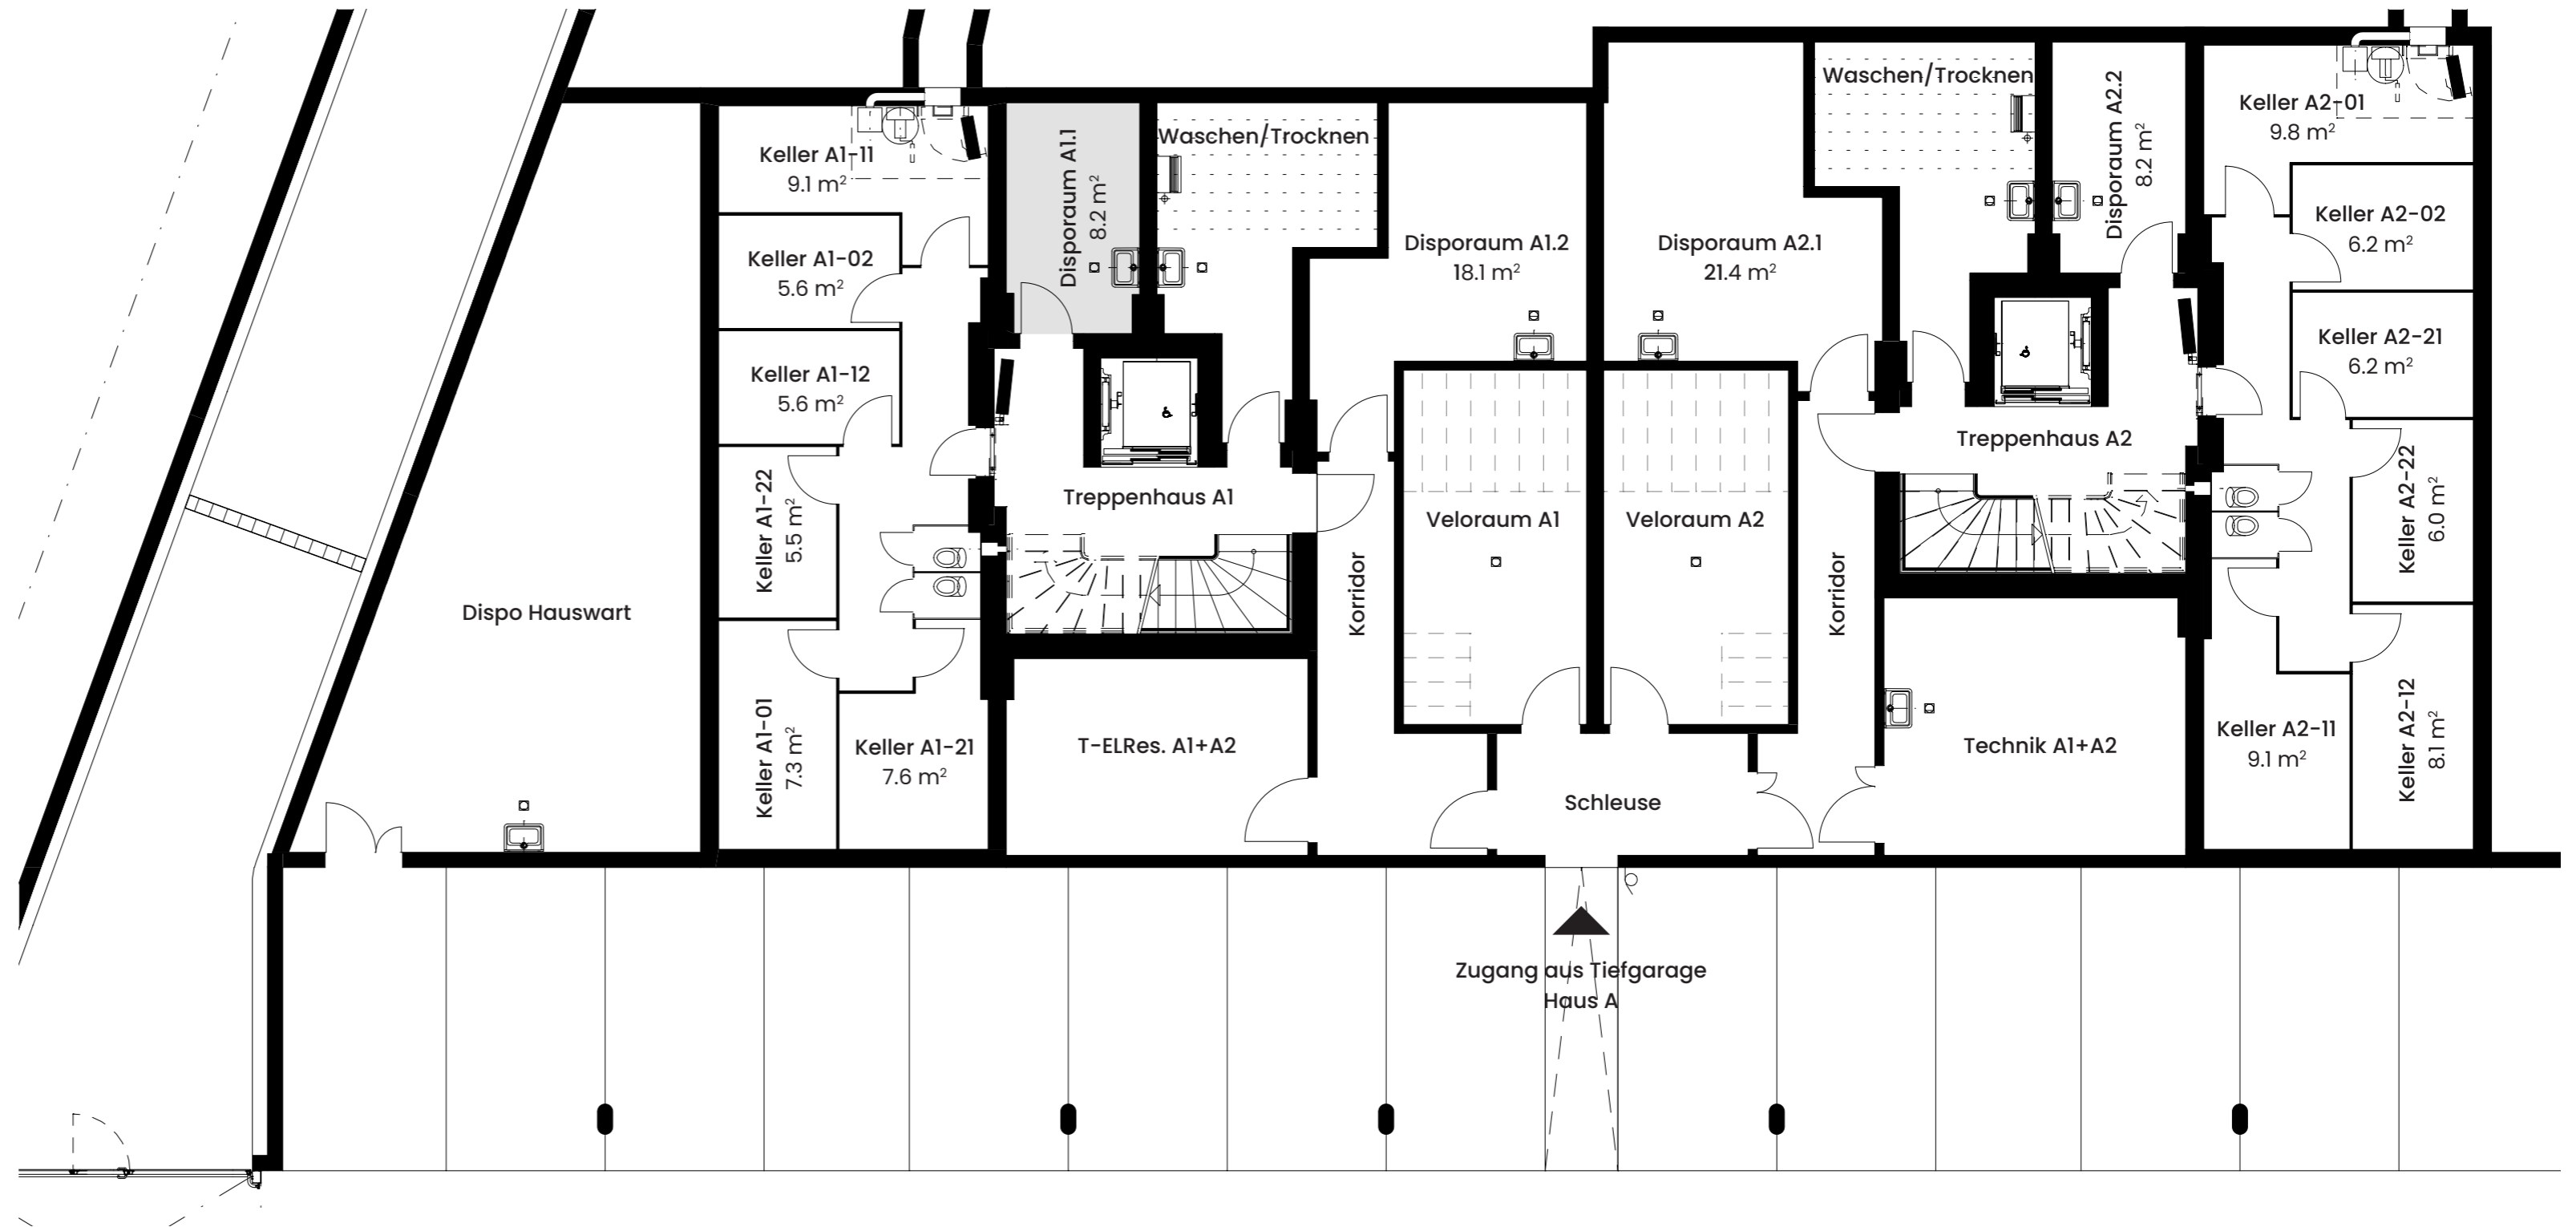 Keller A1-11
9.1 m²
Keller A1-02
5.6 m²
Keller A1-12
5.6 m²
Keller A1-22
5.5 m²
Keller A1-01
7.3 m²
Keller A1-21
7.6 m²
Dispo Hauswart
Disporaum A1.1
8.2 m²
Waschen/Trocknen
Disporaum A1.2
18.1 m²
Treppenhaus A1
T-ELRes. A1+A2
Korridor
Veloraum A1
Veloraum A2
Schleuse
Disporaum A2.1
21.4 m²
Waschen/Trocknen
Disporaum A2.2
8.2 m²
Korridor
Treppenhaus A2
Technik A1+A2
Keller A2-01
9.8 m²
Keller A2-02
6.2 m²
Keller A2-21
6.2 m²
Keller A2-22
6.0 m²
Keller A2-11
9.1 m²
Keller A2-12
8.1 m²
Zugang aus Tiefgarage
Haus A